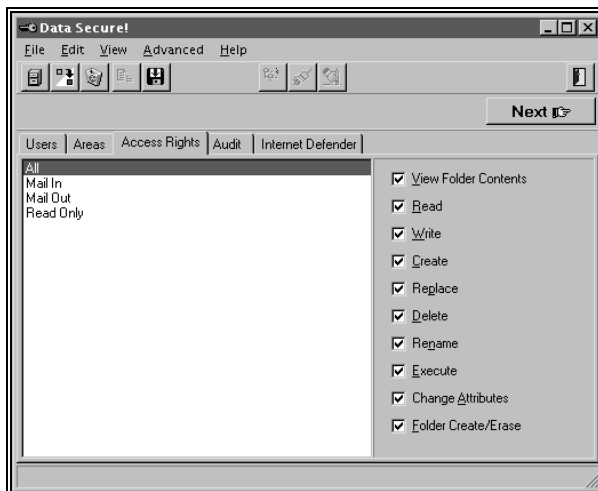 Data Secure!
File Edit View Advanced Help
Next
Users Areas Access Rights Audit Internet Defender
All
Mail In
Mail Out
Read Only
View Folder Contents
Read
Write
Create
Replace
Delete
Rename
Execute
Change Attributes
Folder Create/Erase